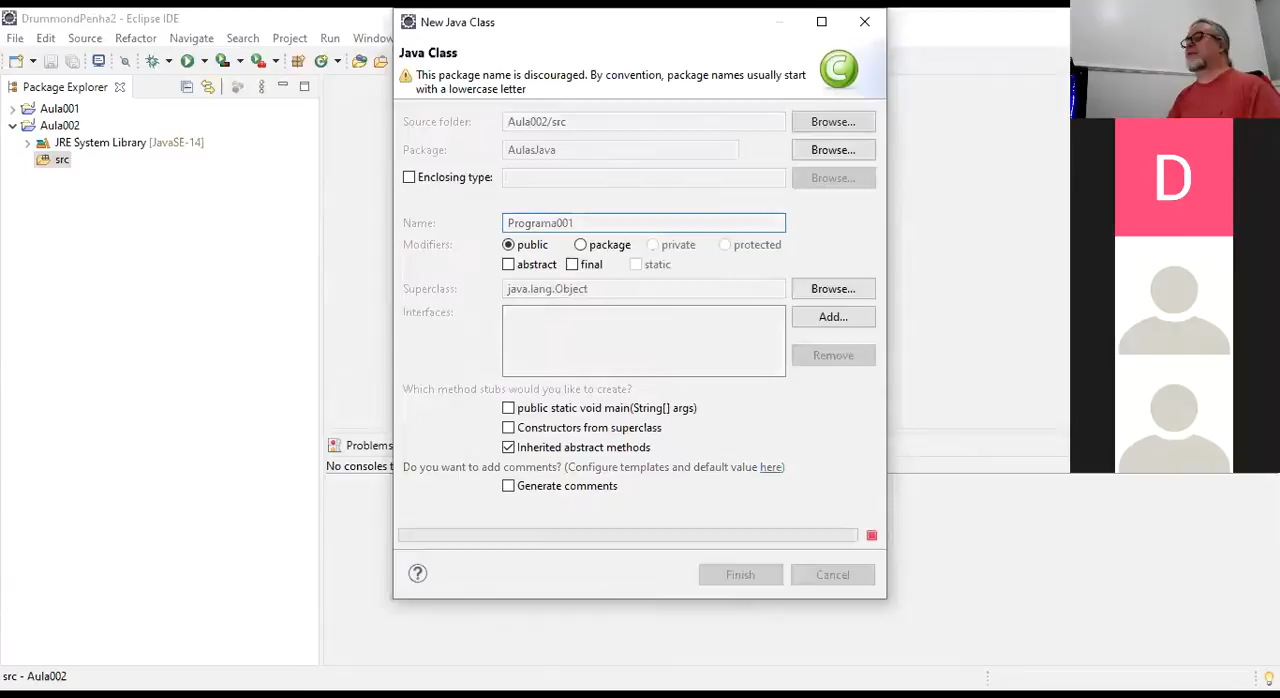 DrummondPenha2 - Eclipse IDE
File Edit Source Refactor Navigate Search Project Run Window
Package Explorer
Aula001
Aula002
JRE System Library [JavaSE-14]
src
Problems
No consoles t
New Java Class
Java Class
This package name is discouraged. By convention, package names usually start
with a lowercase letter
C
Source folder: Aula002/src Browse...
Package: AulasJava Browse...
Enclosing type: Browse...
Name: Programa001
Modifiers: public package private protected
abstract final static
Superclass: java.lang.Object Browse...
Interfaces: Add...
Remove
Which method stubs would you like to create?
public static void main(String[] args)
Constructors from superclass
Inherited abstract methods
Do you want to add comments? (Configure templates and default value here)
Generate comments
? Finish Cancel
D
src - Aula002